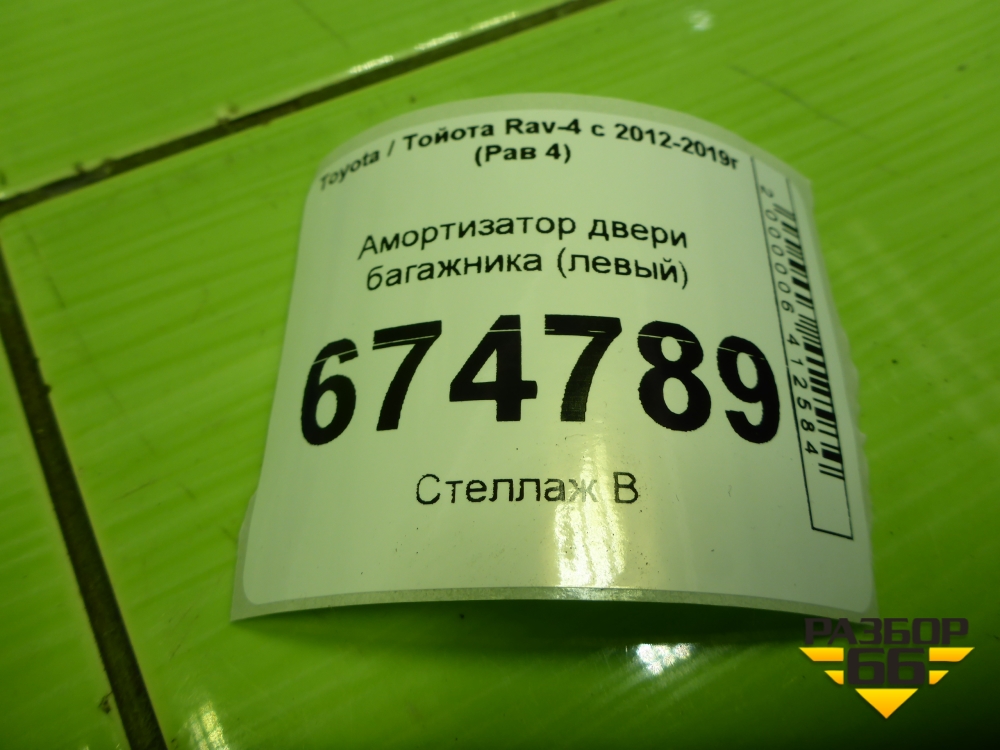 Toyota / Тойота Rav-4 с 2012-2019г
(Рав 4)
Амортизатор двери
багажника (левый)
674789
Стеллаж В
2000006412584
РАЗБОР
66